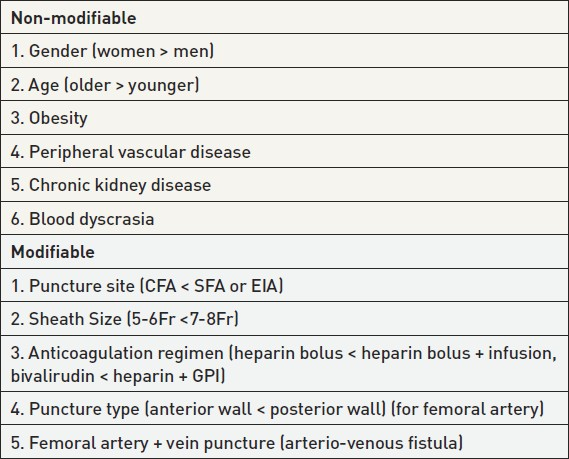 Non-modifiable
1. Gender (women > men)
2. Age (older > younger)
3. Obesity
4. Peripheral vascular disease
5. Chronic kidney disease
6. Blood dyscrasia
Modifiable
1. Puncture site (CFA < SFA or EIA)
2. Sheath Size (5-6Fr <7-8Fr)
3. Anticoagulation regimen (heparin bolus < heparin bolus + infusion,
bivalirudin < heparin + GPI)
4. Puncture type (anterior wall < posterior wall) (for femoral artery)
5. Femoral artery + vein puncture (arterio-venous fistula)